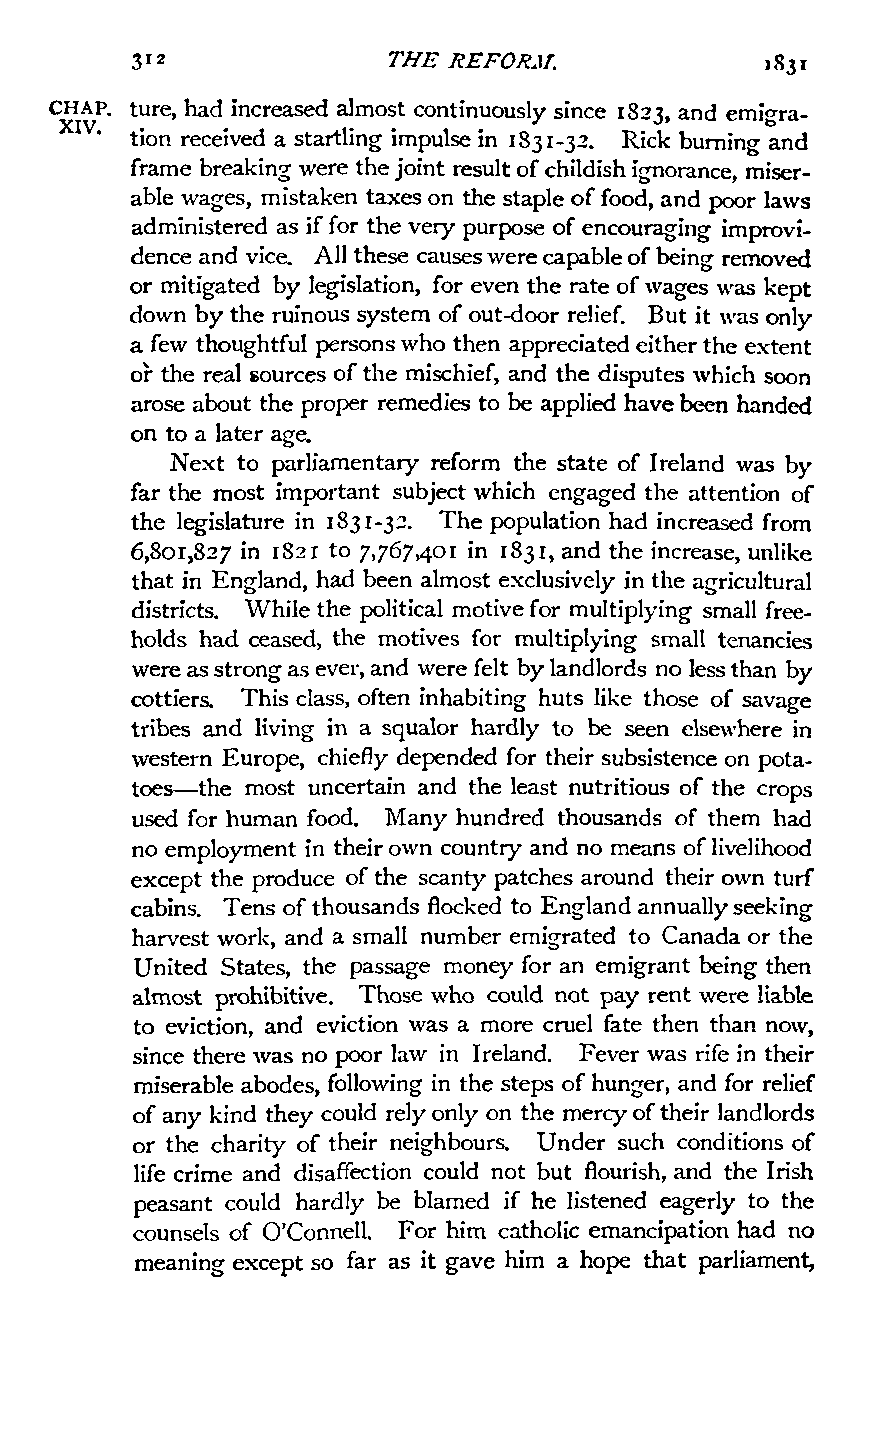 312 THE REFORM. 1831
CHAP. XIV.
ture, had increased almost continuously since 1823, and emigra-
tion received a startling impulse in 1831-32. Rick burning and
frame breaking were the joint result of childish ignorance, miser-
able wages, mistaken taxes on the staple of food, and poor laws
administered as if for the very purpose of encouraging improvi-
dence and vice. All these causes were capable of being removed
or mitigated by legislation, for even the rate of wages was kept
down by the ruinous system of out-door relief. But it was only
a few thoughtful persons who then appreciated either the extent
or the real sources of the mischief, and the disputes which soon
arose about the proper remedies to be applied have been handed
on to a later age.
Next to parliamentary reform the state of Ireland was by
far the most important subject which engaged the attention of
the legislature in 1831-32. The population had increased from
6,801,827 in 1821 to 7,767,401 in 1831, and the increase, unlike
that in England, had been almost exclusively in the agricultural
districts. While the political motive for multiplying small free-
holds had ceased, the motives for multiplying small tenancies
were as strong as ever, and were felt by landlords no less than by
cottiers. This class, often inhabiting huts like those of savage
tribes and living in a squalor hardly to be seen elsewhere in
western Europe, chiefly depended for their subsistence on pota-
toes—the most uncertain and the least nutritious of the crops
used for human food. Many hundred thousands of them had
no employment in their own country and no means of livelihood
except the produce of the scanty patches around their own turf
cabins. Tens of thousands flocked to England annually seeking
harvest work, and a small number emigrated to Canada or the
United States, the passage money for an emigrant being then
almost prohibitive. Those who could not pay rent were liable
to eviction, and eviction was a more cruel fate then than now,
since there was no poor law in Ireland. Fever was rife in their
miserable abodes, following in the steps of hunger, and for relief
of any kind they could rely only on the mercy of their landlords
or the charity of their neighbours. Under such conditions of
life crime and disaffection could not but flourish, and the Irish
peasant could hardly be blamed if he listened eagerly to the
counsels of O'Connell. For him catholic emancipation had no
meaning except so far as it gave him a hope that parliament,